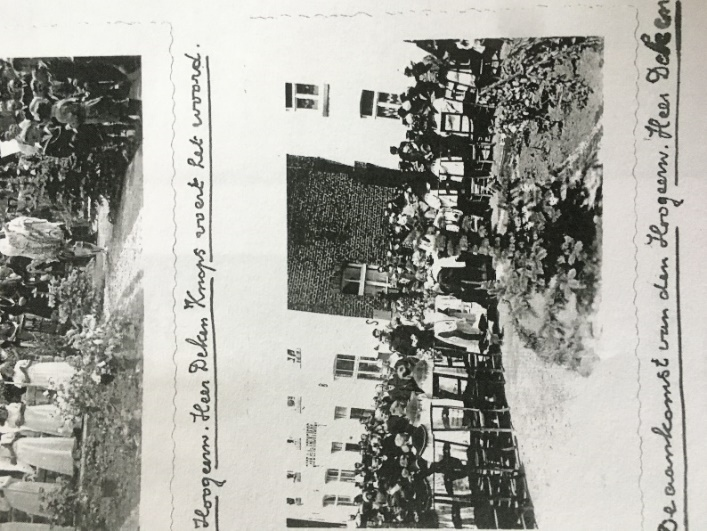 Hoogeerw. Heer Deken Knops voert het woord.
De aankomst van den Hoogeerw. Heer Deken